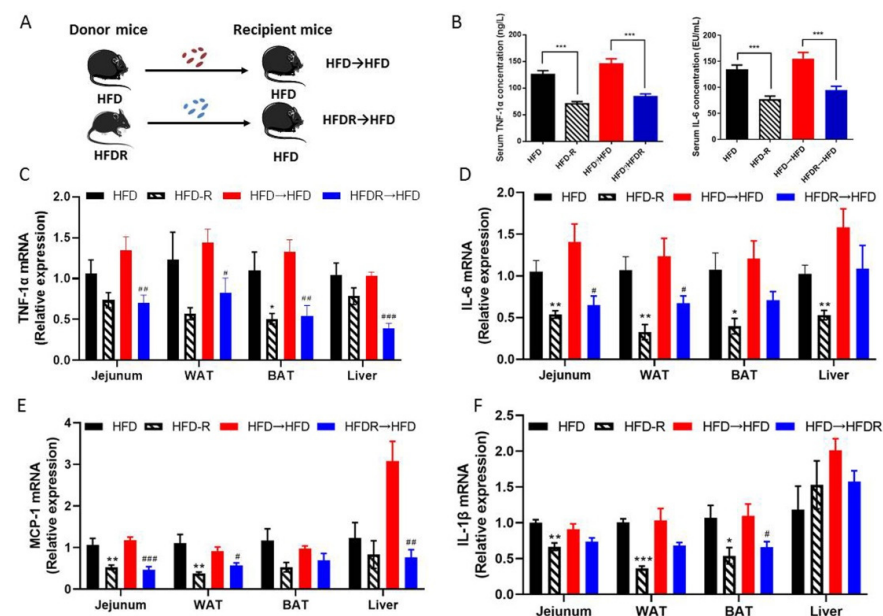 A
Donor mice
Recipient mice
HFD
HFD
HFD→HFD
HFDR
HFD
HFDR→HFD
B
Serum TNF-1α concentration (ng/L)
200
150
100
50
0
***
***
HFD
HFD-R
HFD>HFD
HFD>HFDR
Serum IL-6 concentration (EU/mL)
200
150
100
50
0
***
***
HFD
HFD-R
HFD→HFD
HFDR→HFD
C
HFD
HFD-R
HFD→HFD
HFDR→HFD
TNF-1α mRNA
(Relative expression)
2.0
1.5
1.0
0.5
0.0
##
#
*
##
###
Jejunum
WAT
BAT
Liver
D
HFD
HFD-R
HFD→HFD
HFDR→HFD
IL-6 mRNA
(Relative expression)
2.0
1.5
1.0
0.5
0.0
**
#
**
#
*
**
Jejunum
WAT
BAT
Liver
E
HFD
HFD-R
HFD→HFD
HFDR→HFD
MCP-1 mRNA
(Relative expression)
4
3
2
1
0
**
###
**
#
##
Jejunum
WAT
BAT
Liver
F
HFD
HFD-R
HFD→HFD
HFD→HFDR
IL-1β mRNA
(Relative expression)
2.5
2.0
1.5
1.0
0.5
0.0
**
***
*
#
Jejunum
WAT
BAT
Liver